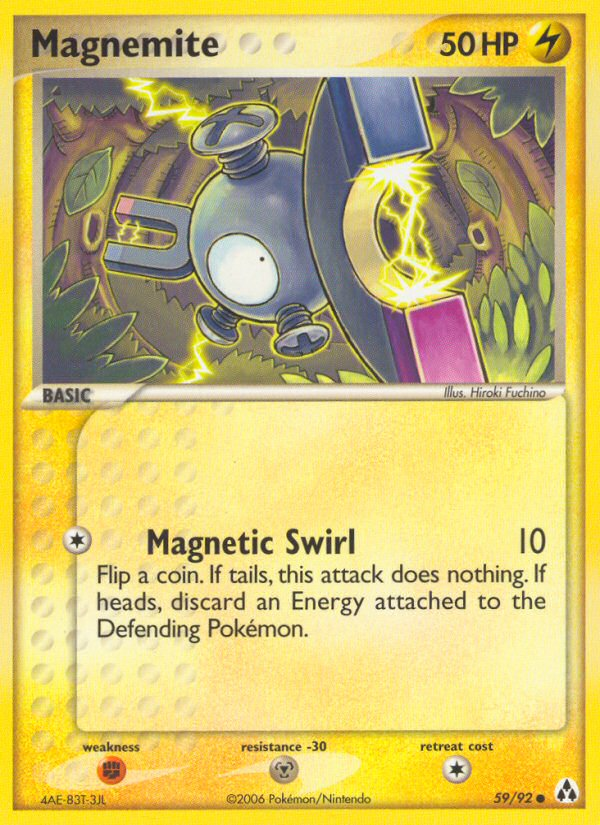 Magnemite 50 HP
BASIC
Illus. Hiroki Fuchino
Magnetic Swirl 10
Flip a coin. If tails, this attack does nothing. If
heads, discard an Energy attached to the
Defending Pokémon.
weakness resistance -30 retreat cost
4AE-83T-3JL ©2006 Pokémon/Nintendo 59/92